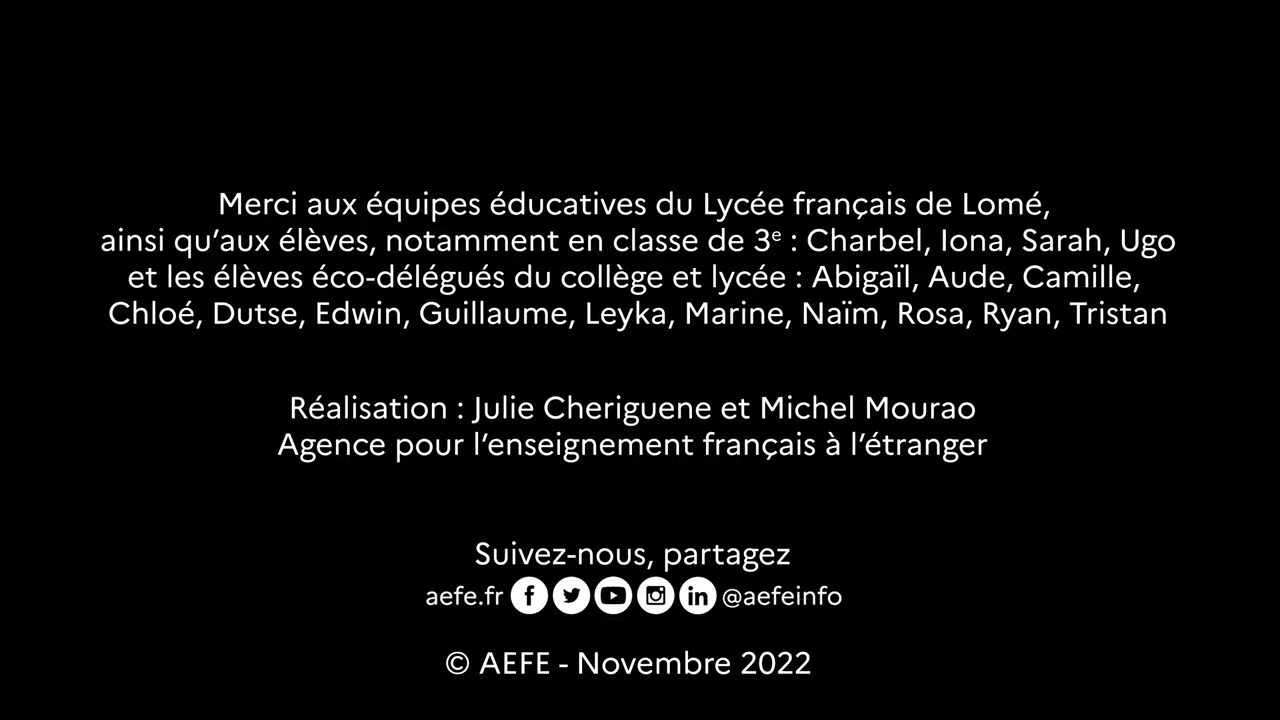 Merci aux équipes éducatives du Lycée français de Lomé,
ainsi qu’aux élèves, notamment en classe de 3ᵉ : Charbel, Iona, Sarah, Ugo
et les élèves éco-délégués du collège et lycée : Abigaïl, Aude, Camille,
Chloé, Dutse, Edwin, Guillaume, Leyka, Marine, Naïm, Rosa, Ryan, Tristan
Réalisation : Julie Cheriguene et Michel Mourao
Agence pour l’enseignement français à l’étranger
Suivez-nous, partagez
aefe.fr @aefeinfo
© AEFE - Novembre 2022